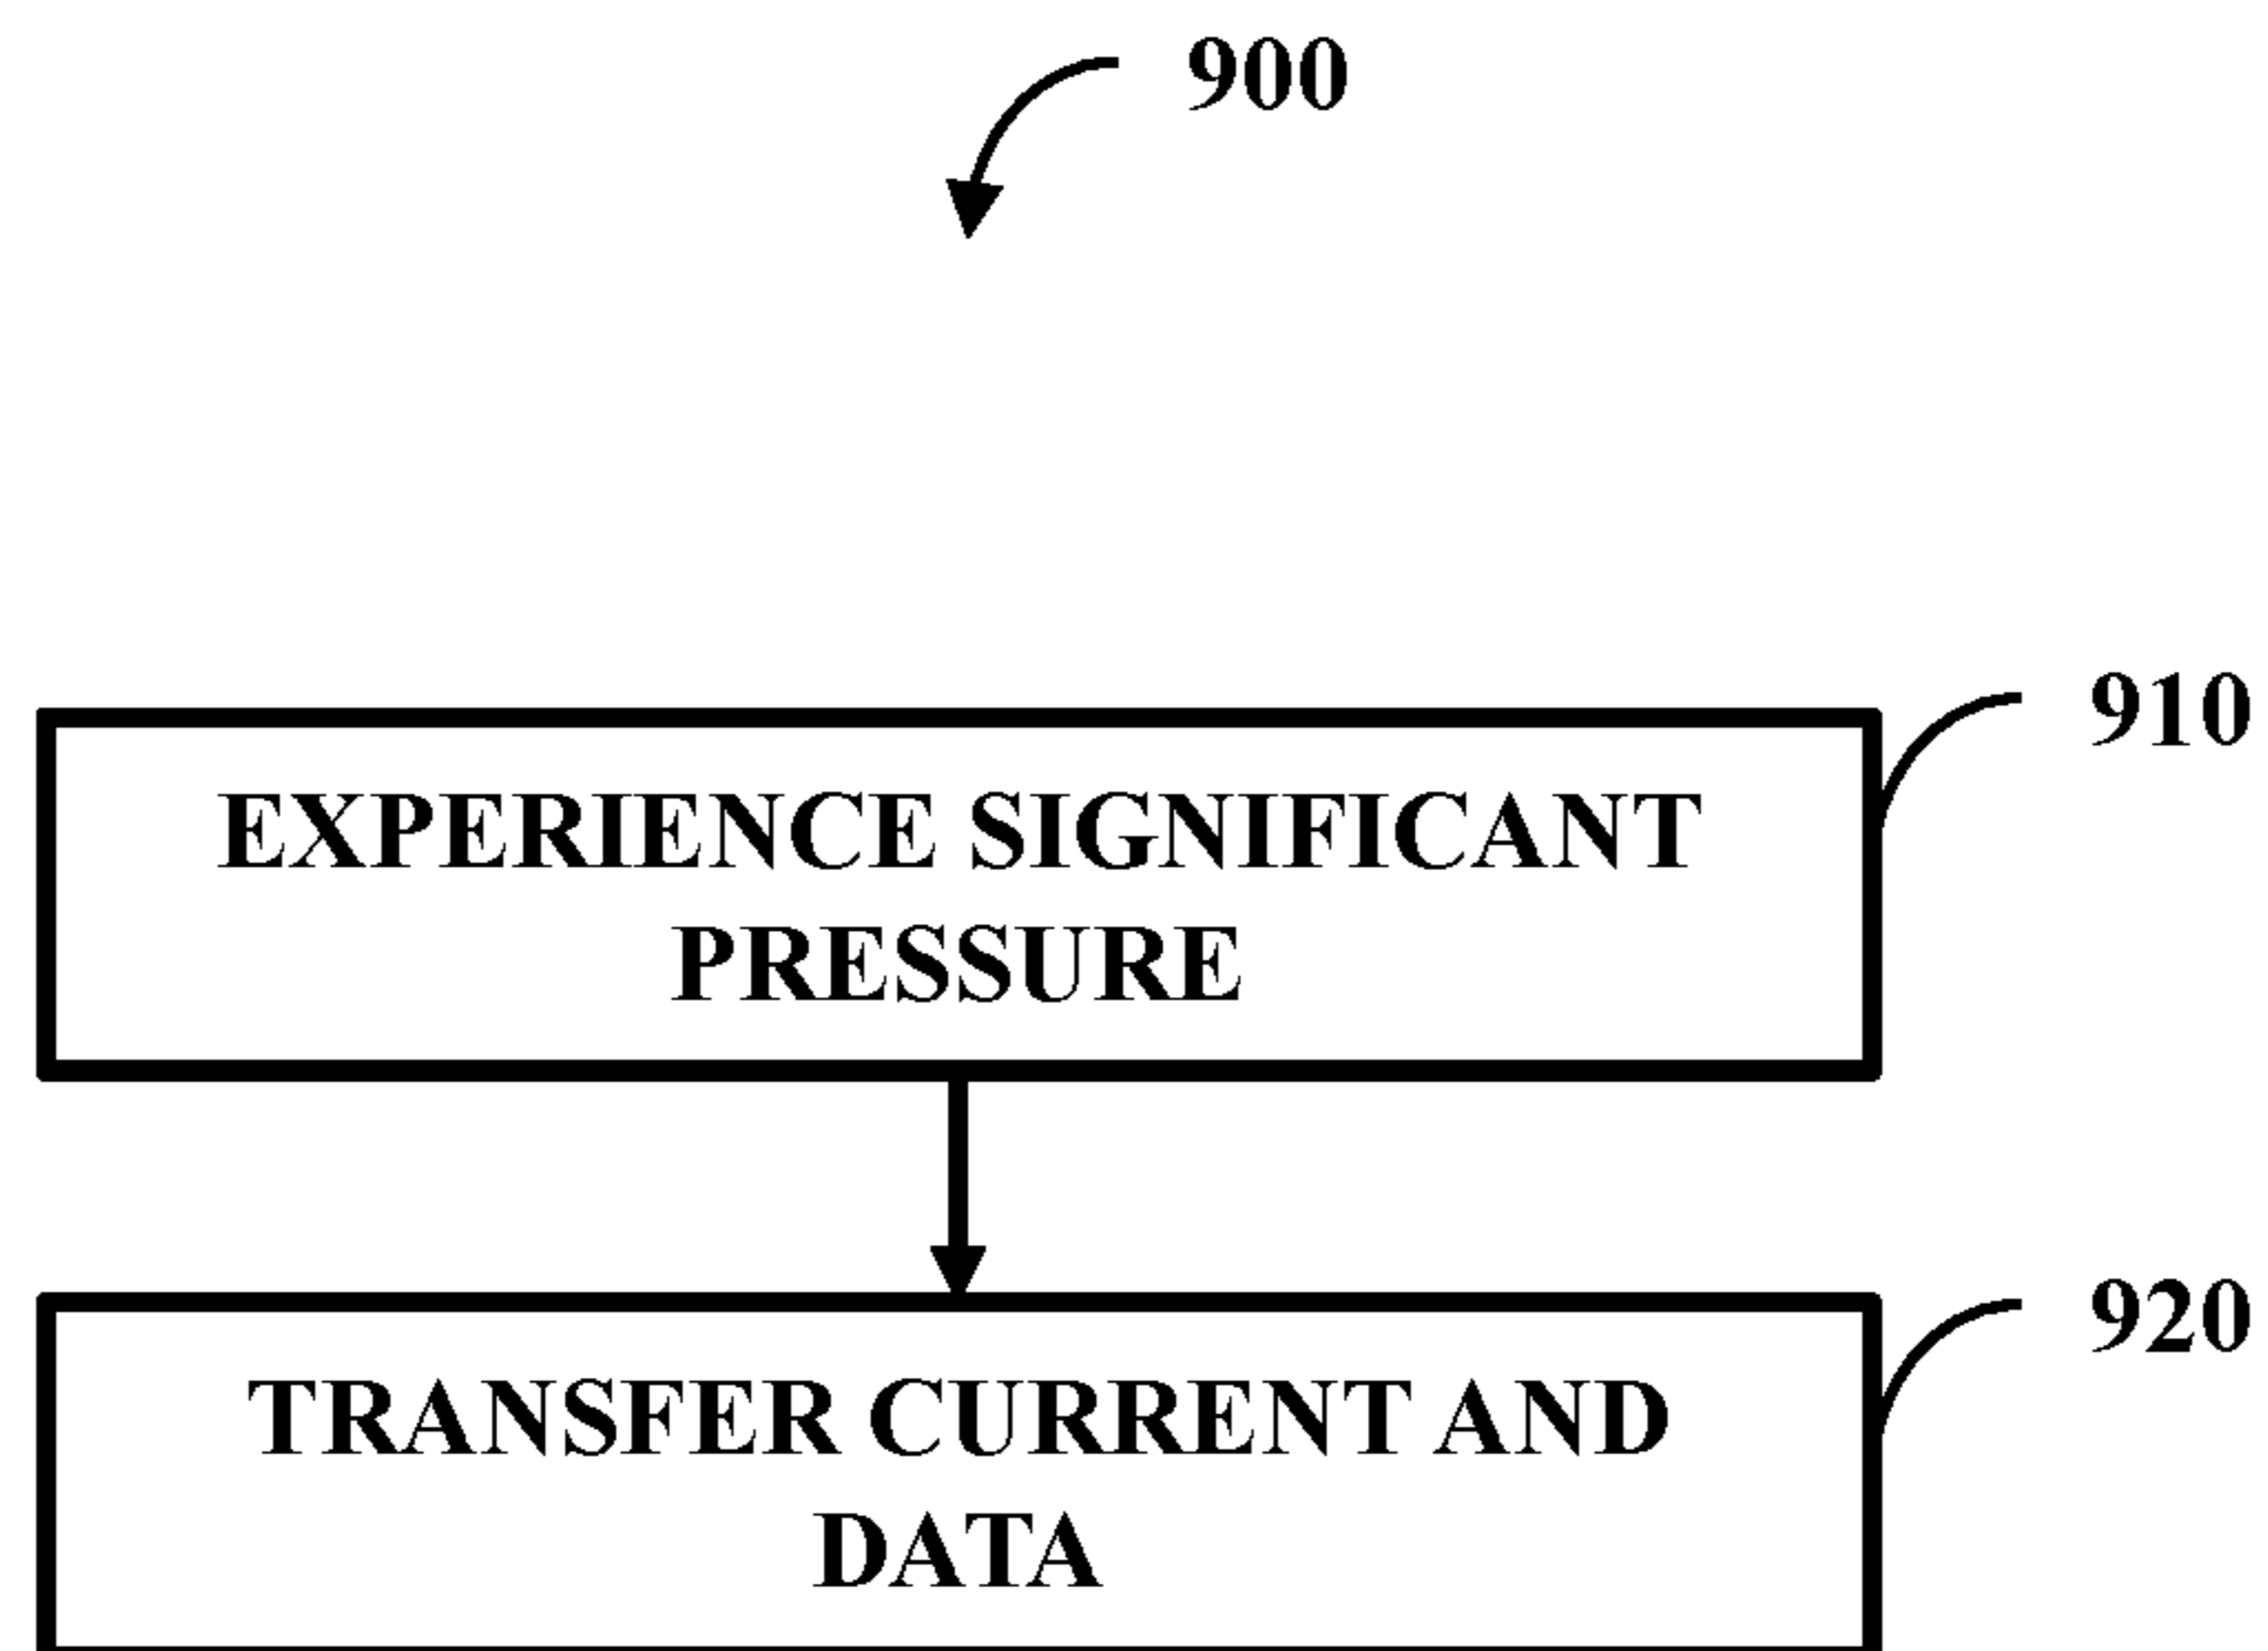 900
910
EXPERIENCE SIGNIFICANT
PRESSURE
920
TRANSFER CURRENT AND
DATA